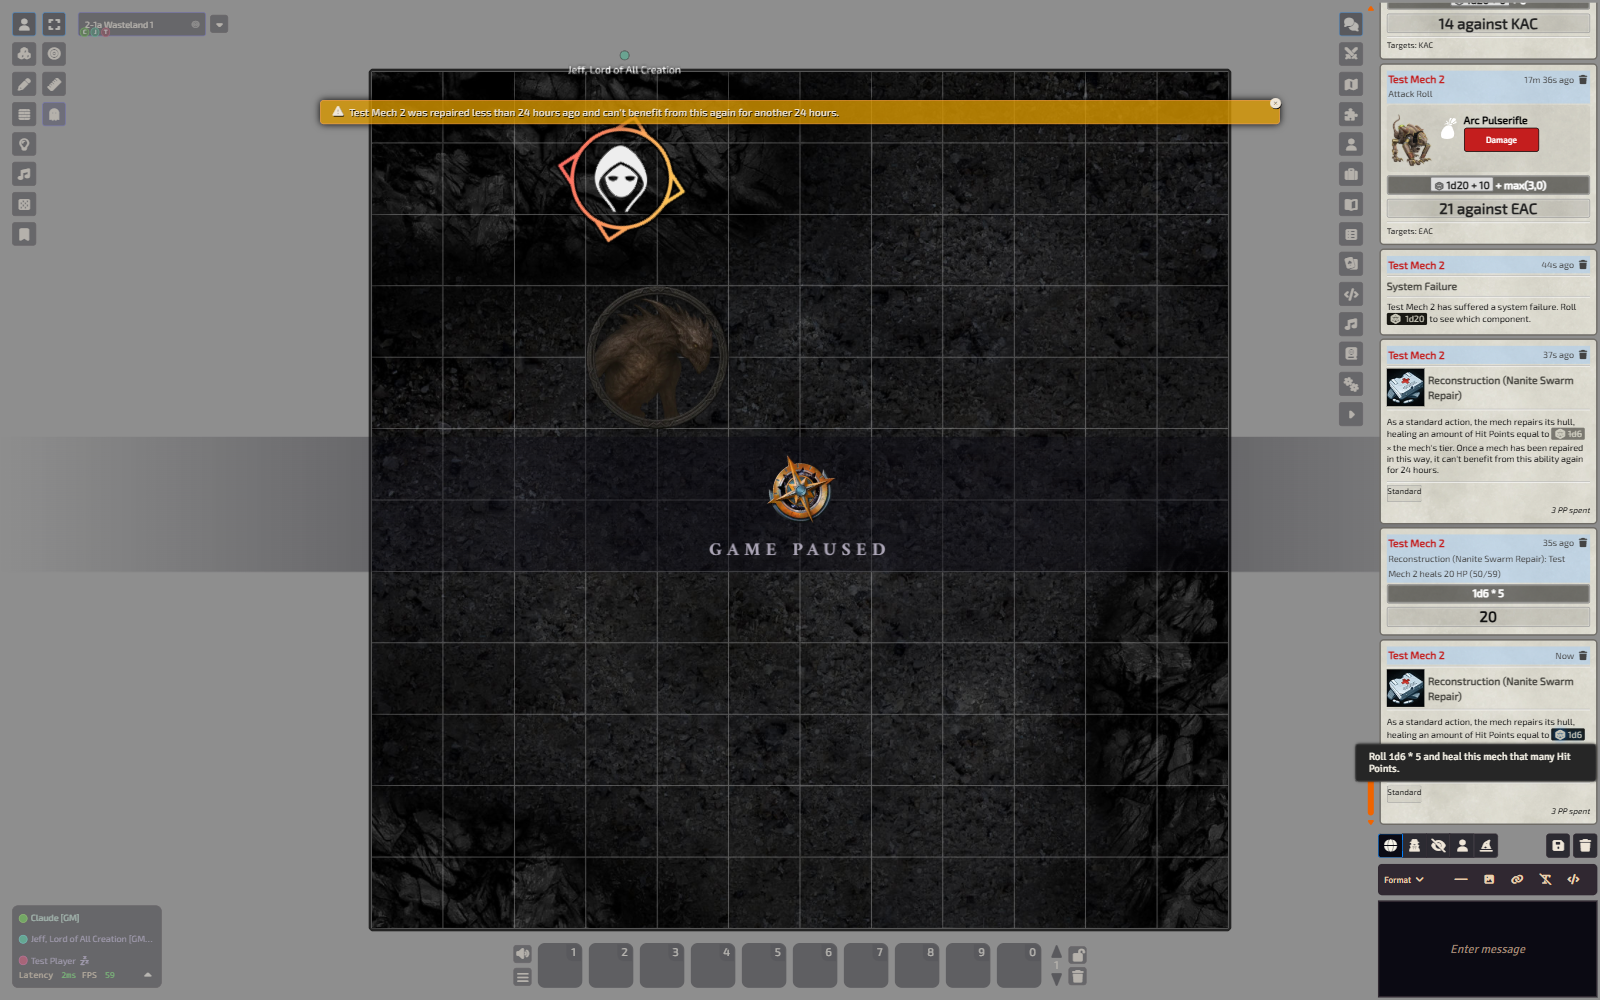 2-1a Wasteland 1
C J T
Jeff, Lord of All Creation
Test Mech 2 was repaired less than 24 hours ago and can't benefit from this again for another 24 hours.
GAME PAUSED
14 against KAC
Targets: KAC
Test Mech 2 17m 36s ago
Attack Roll
Arc Pulserifle
Damage
1d20 + 10 + max(3,0)
21 against EAC
Targets: EAC
Test Mech 2 44s ago
System Failure
Test Mech 2 has suffered a system failure. Roll
1d20 to see which component.
Test Mech 2 37s ago
Reconstruction (Nanite Swarm
Repair)
As a standard action, the mech repairs its hull,
healing an amount of Hit Points equal to 1d6
× the mech's tier. Once a mech has been repaired
in this way, it can't benefit from this ability again
for 24 hours.
Standard
3 PP spent
Test Mech 2 35s ago
Reconstruction (Nanite Swarm Repair): Test
Mech 2 heals 20 HP (50/59)
1d6 * 5
20
Test Mech 2 Now
Reconstruction (Nanite Swarm
Repair)
As a standard action, the mech repairs its hull,
healing an amount of Hit Points equal to 1d6
Roll 1d6 * 5 and heal this mech that many Hit
Points.
Standard
3 PP spent
Format
Enter message
Claude [GM]
Jeff, Lord of All Creation [GM...
Test Player
Latency 2ms FPS 59
1 2 3 4 5 6 7 8 9 0
1